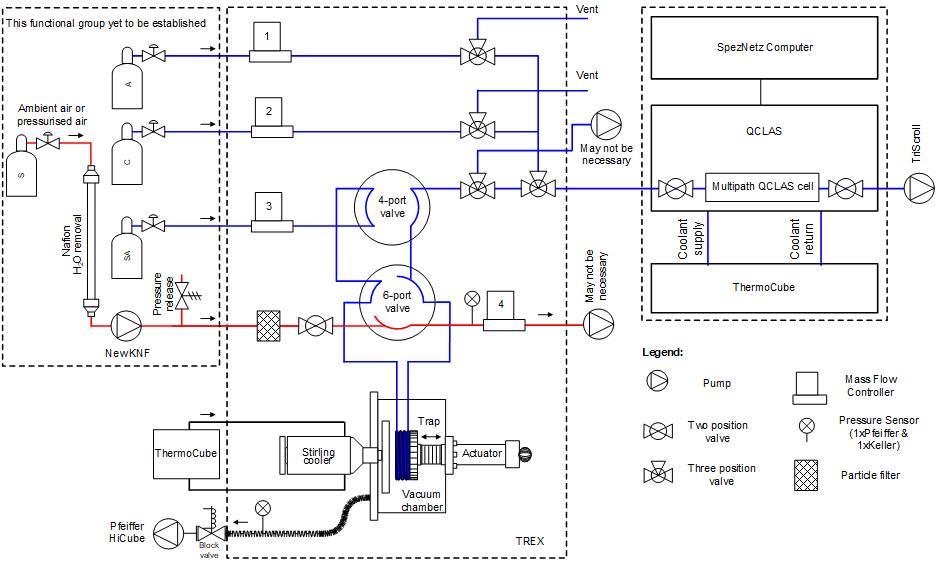 This functional group yet to be established
Ambient air or
pressurised air
S
Nafion
H2O removal
NewKNF
Pressure
release
A
C
SA
1
2
3
Vent
Vent
May not be
necessary
4-port
valve
6-port
valve
4
May not be
necessary
ThermoCube
Stirling
cooler
Trap
Actuator
Vacuum
chamber
Pfeiffer
HiCube
Block
valve
TREX
SpezNetz Computer
QCLAS
Multipath QCLAS cell
TriScroll
Coolant
supply
Coolant
return
ThermoCube
Legend:
Pump
Two position
valve
Three position
valve
Mass Flow
Controller
Pressure Sensor
(1xPfeiffer &
1xKeller)
Particle filter